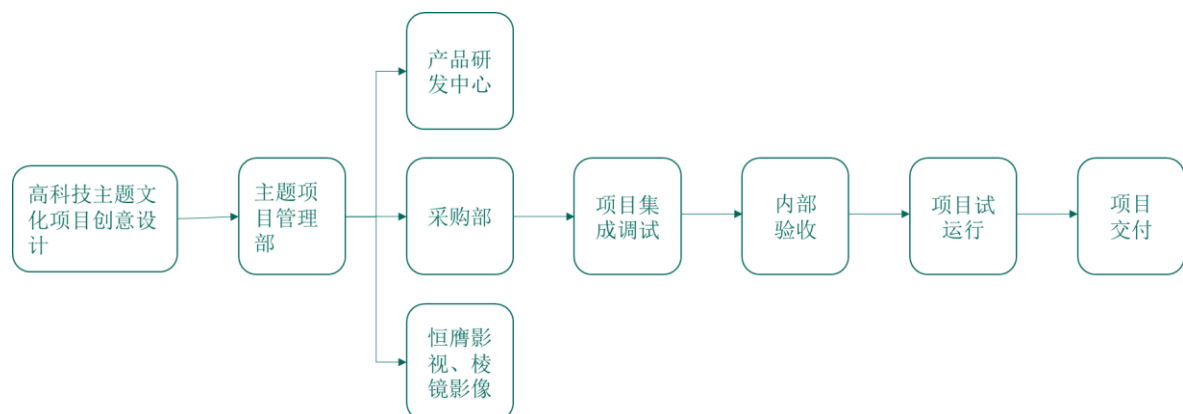 产品研
发中心
高科技主题文
化项目创意设
计
主题项
目管理
部
采购部
项目集
成调试
内部
验收
项目试
运行
项目
交付
恒膺影
视、棱
镜影像